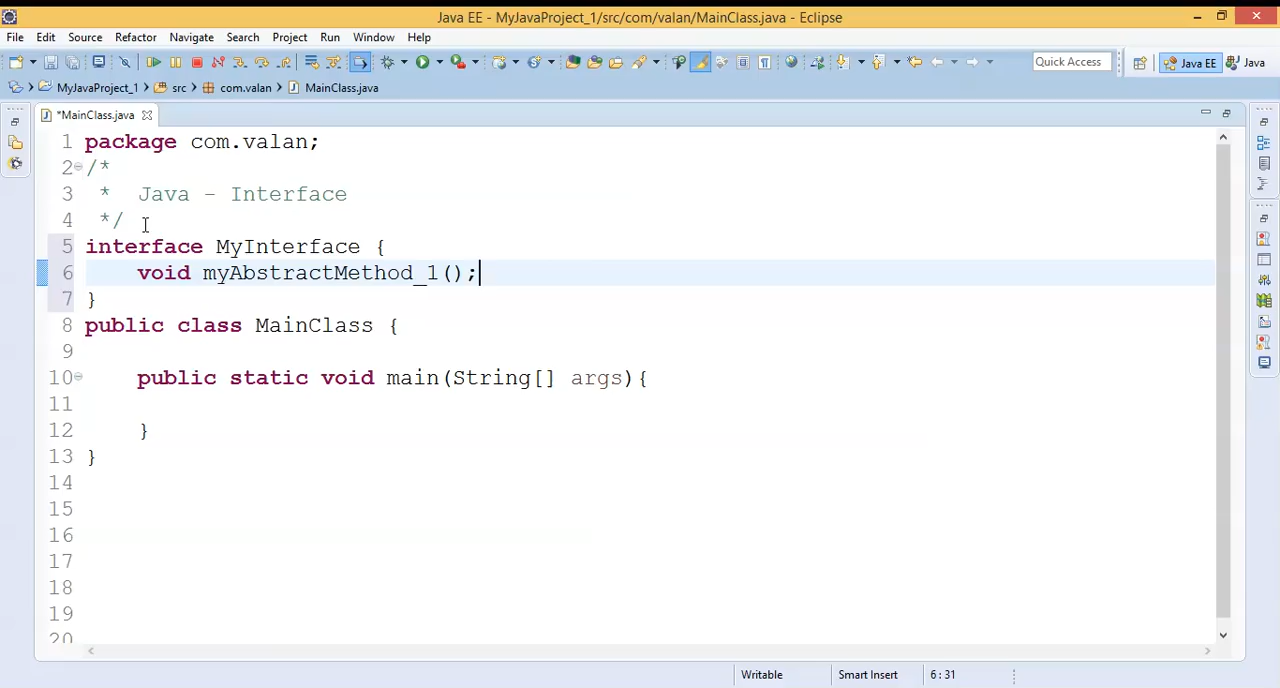 Java EE - MyJavaProject_1/src/com/valan/MainClass.java - Eclipse
File Edit Source Refactor Navigate Search Project Run Window Help
Quick Access Java EE Java
MyJavaProject_1 src com.valan MainClass.java
*MainClass.java
1 package com.valan;
2 /*
3 * Java - Interface
4 */
5 interface MyInterface {
6 void myAbstractMethod_1();
7 }
8 public class MainClass {
9
10 public static void main(String[] args){
11
12 }
13 }
14
15
16
17
18
19
20
Writable Smart Insert 6 : 31